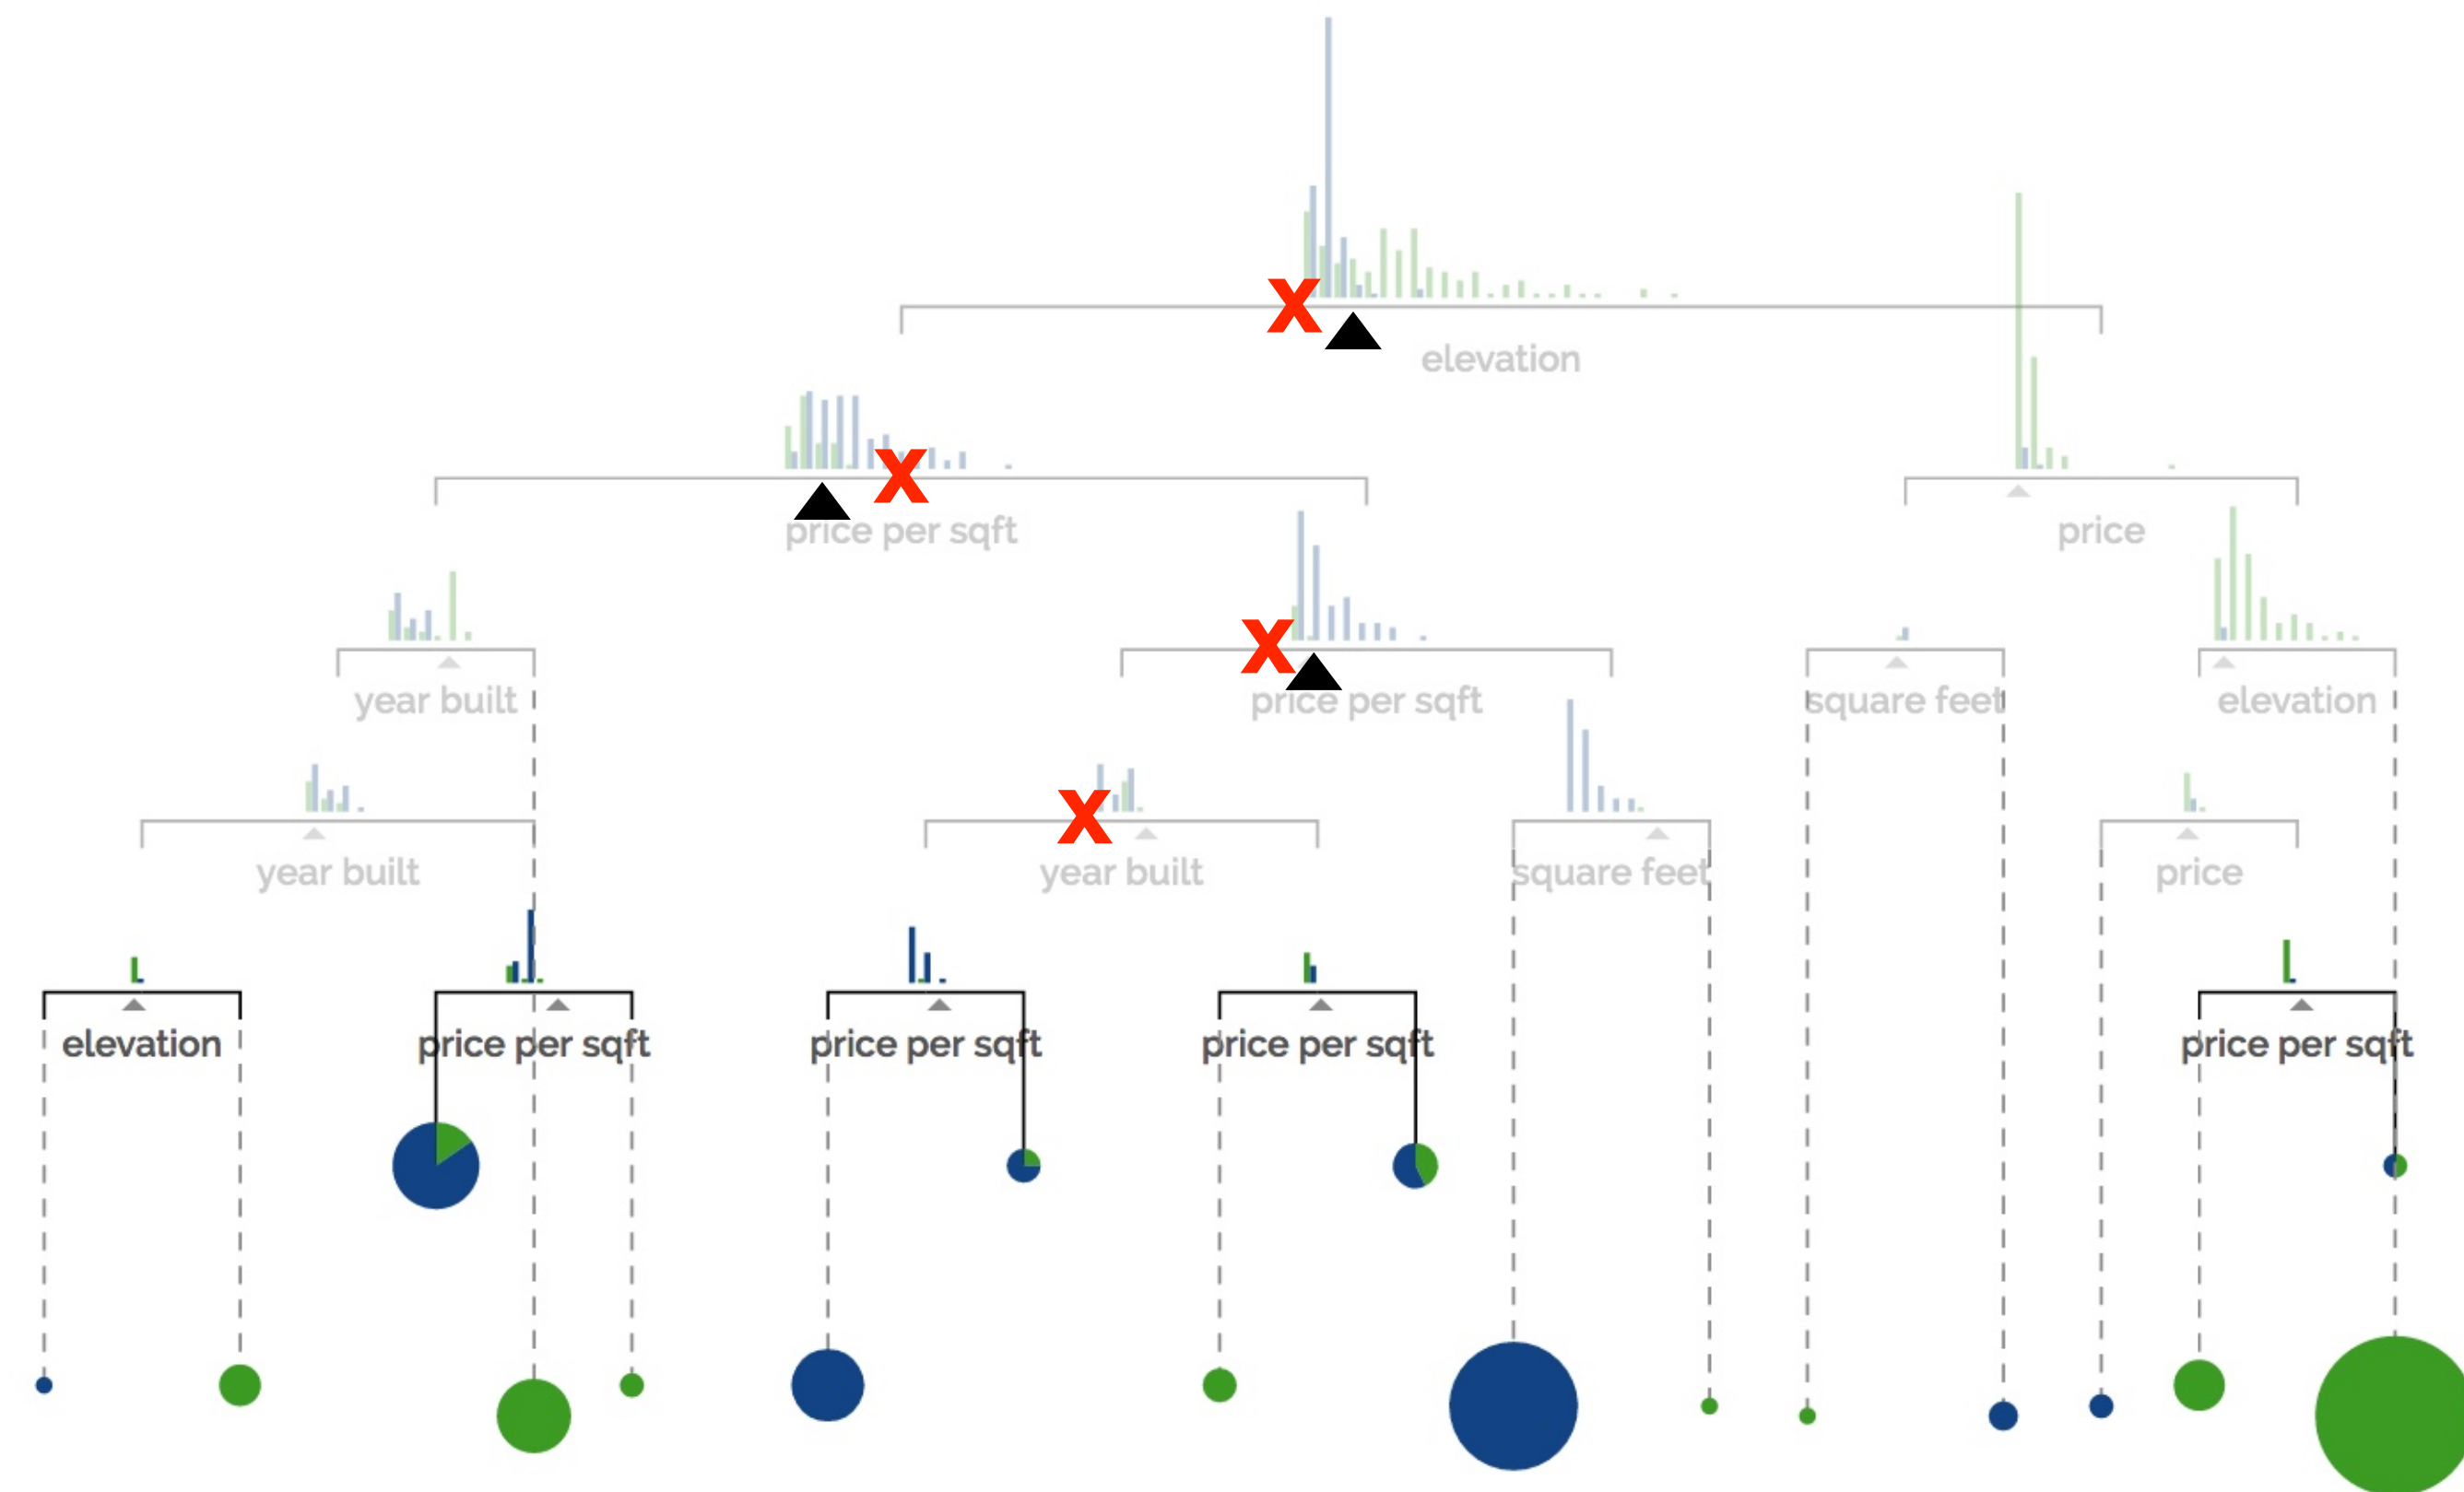 X
elevation
X
price per sqft
price
X
year built
price per sqft
square feet
elevation
X
year built
year built
square feet
price
elevation
price per sqft
price per sqft
price per sqft
price per sqft